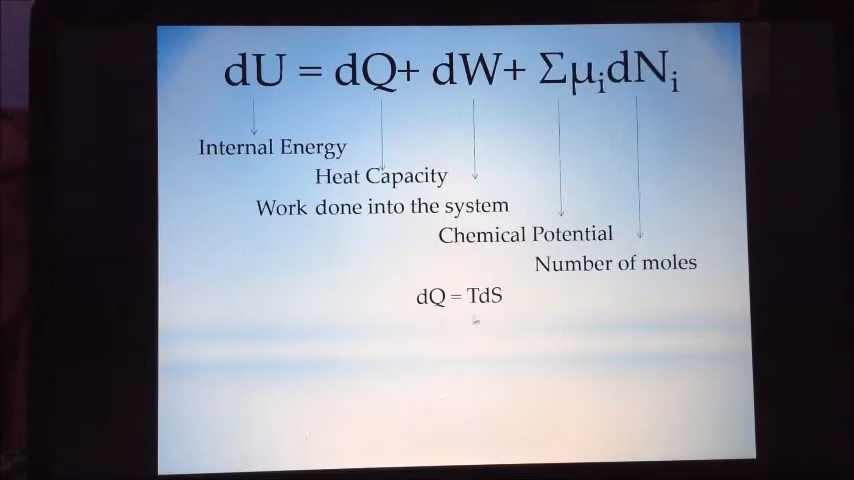 dU = dQ+ dW+ ΣμᵢdNᵢ
Internal Energy
Heat Capacity
Work done into the system
Chemical Potential
Number of moles
dQ = TdS